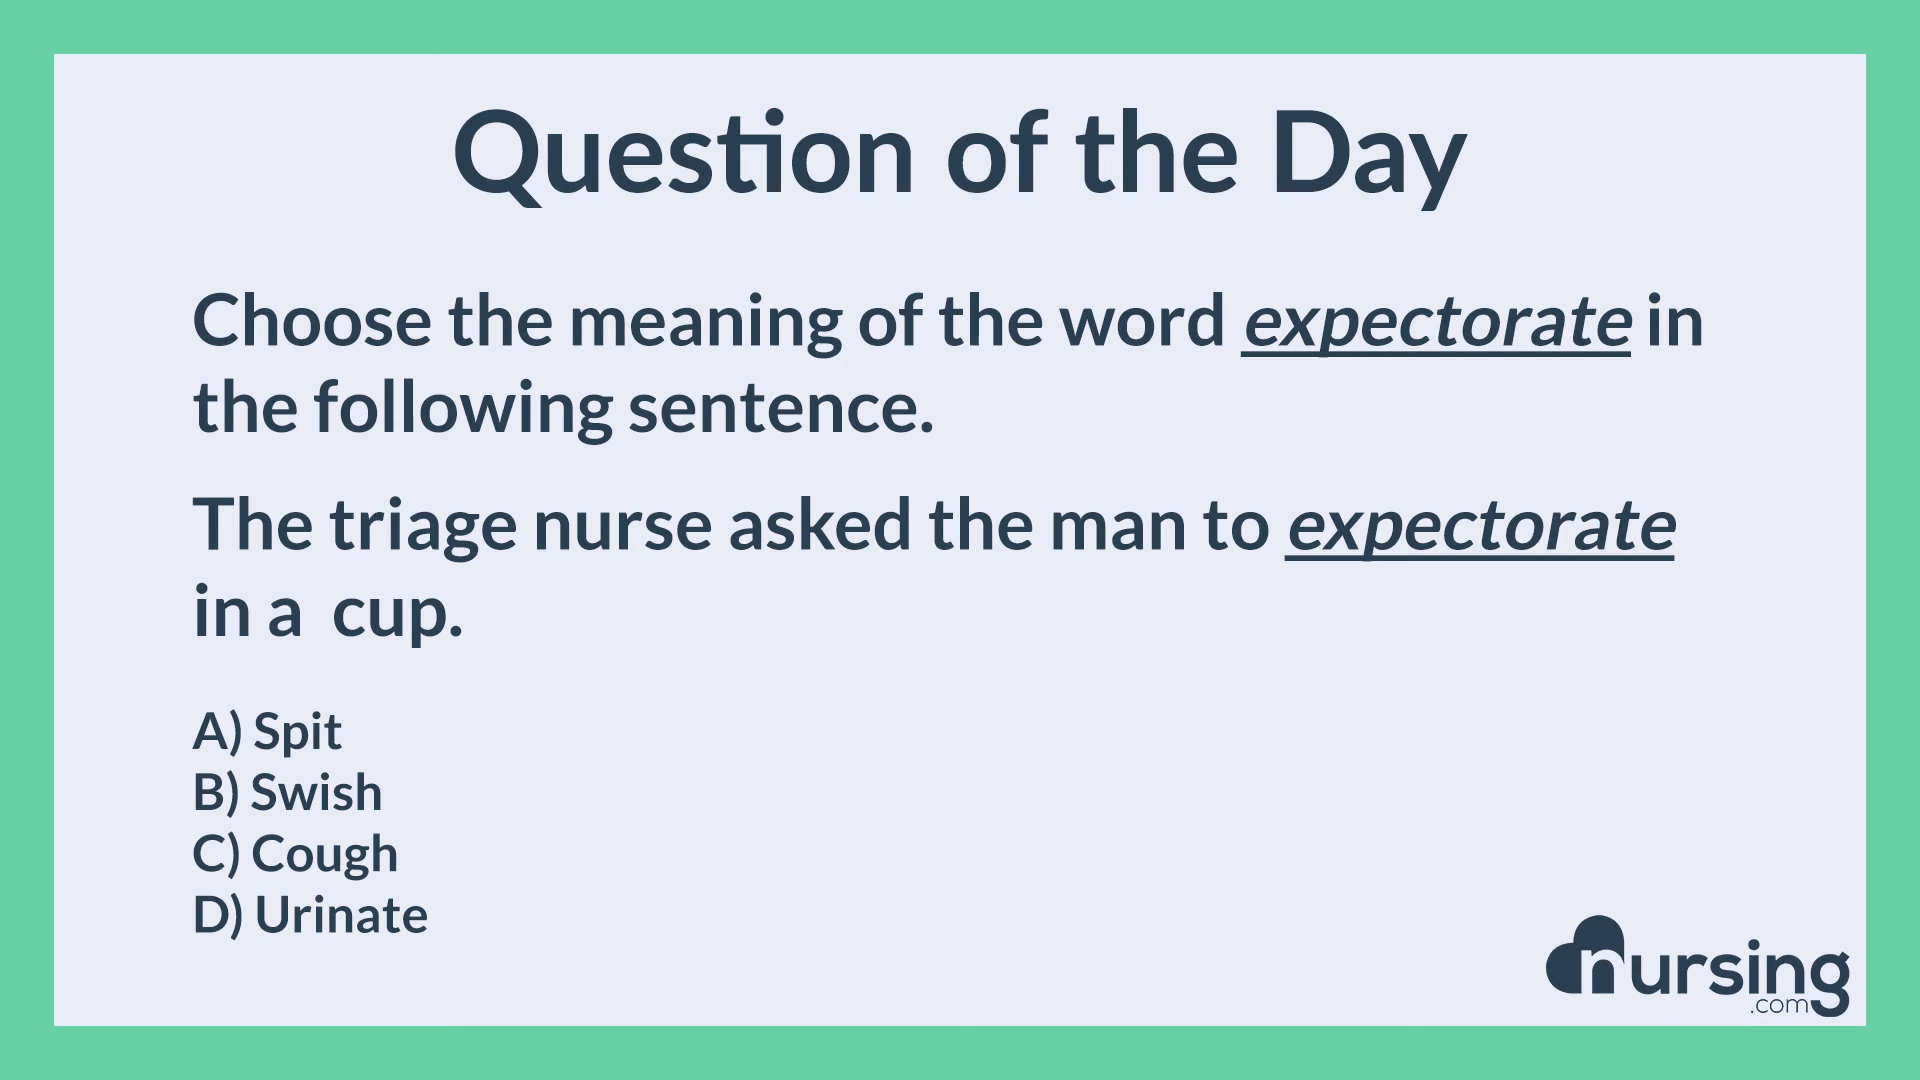 Question of the Day
Choose the meaning of the word expectorate in
the following sentence.
The triage nurse asked the man to expectorate
in a  cup.
A) Spit
B) Swish
C) Cough
D) Urinate
nursing
.com